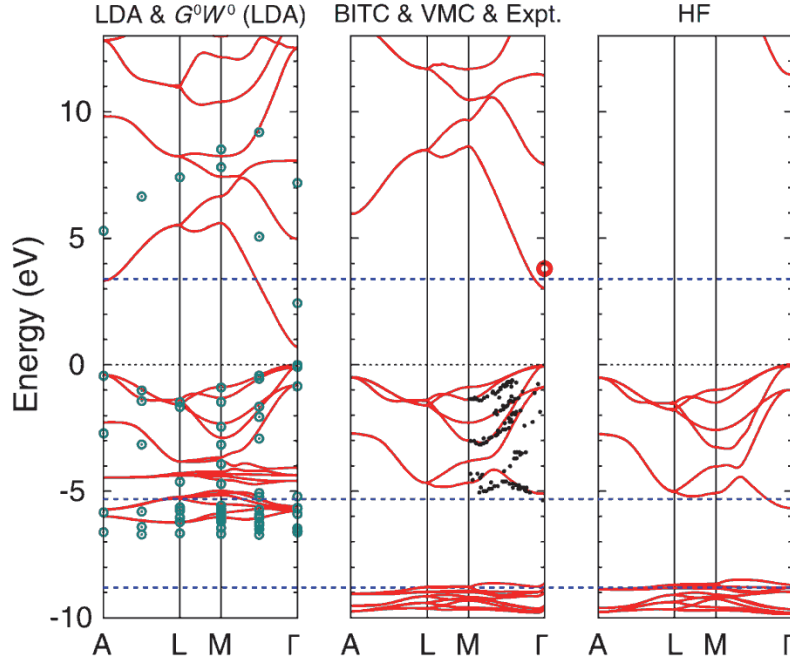 LDA & G⁰W⁰ (LDA)
BITC & VMC & Expt.
HF
Energy (eV)
10
5
0
-5
-10
A L M Γ
A L M Γ
A L M Γ